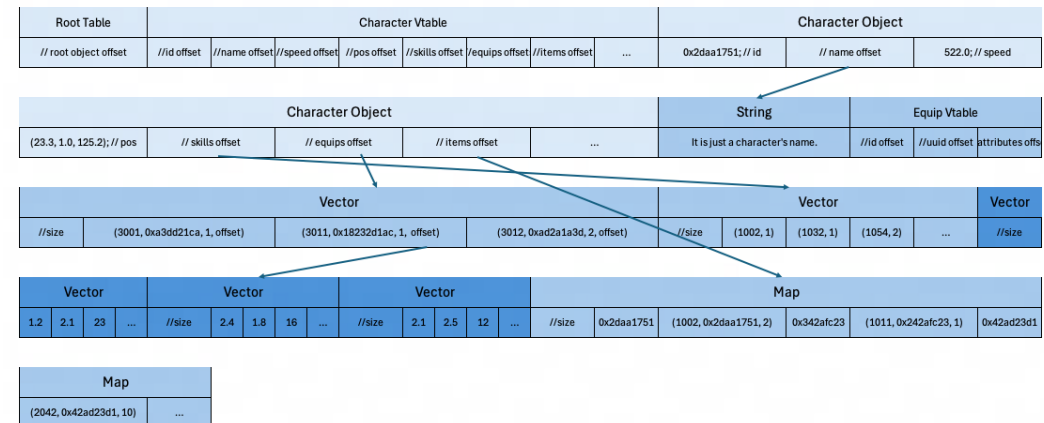 Root Table Character Vtable Character Object
// root object offset //id offset //name offset //speed offset //pos offset //skills offset /equips offset //items offset ... 0x2daa1751; // id // name offset 522.0; // speed
Character Object String Equip Vtable
(23.3, 1.0, 125.2); // pos // skills offset // equips offset // items offset ... It is just a character's name. //id offset //uuid offset attributes offs
Vector Vector Vector
//size (3001, 0xa3dd21ca, 1, offset) (3011, 0x18232d1ac, 1, offset) (3012, 0xad2a1a3d, 2, offset) //size (1002, 1) (1032, 1) (1054, 2) ... //size
Vector Vector Vector Map
1.2 2.1 23 ... //size 2.4 1.8 16 ... //size 2.1 2.5 12 ... //size 0x2daa1751 (1002, 0x2daa1751, 2) 0x342afc23 (1011, 0x242afc23, 1) 0x42ad23d1
Map
(2042, 0x42ad23d1, 10) ...